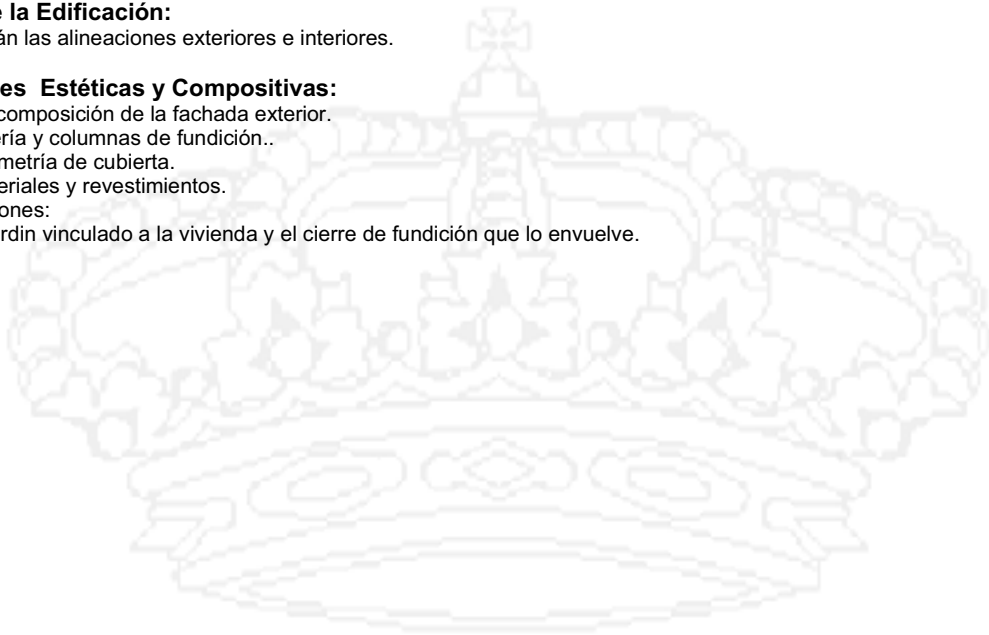 e la Edificación:
án las alineaciones exteriores e interiores.
es Estéticas y Compositivas:
composición de la fachada exterior.
ería y columnas de fundición..
metría de cubierta.
eriales y revestimientos.
ones:
rdin vinculado a la vivienda y el cierre de fundición que lo envuelve.